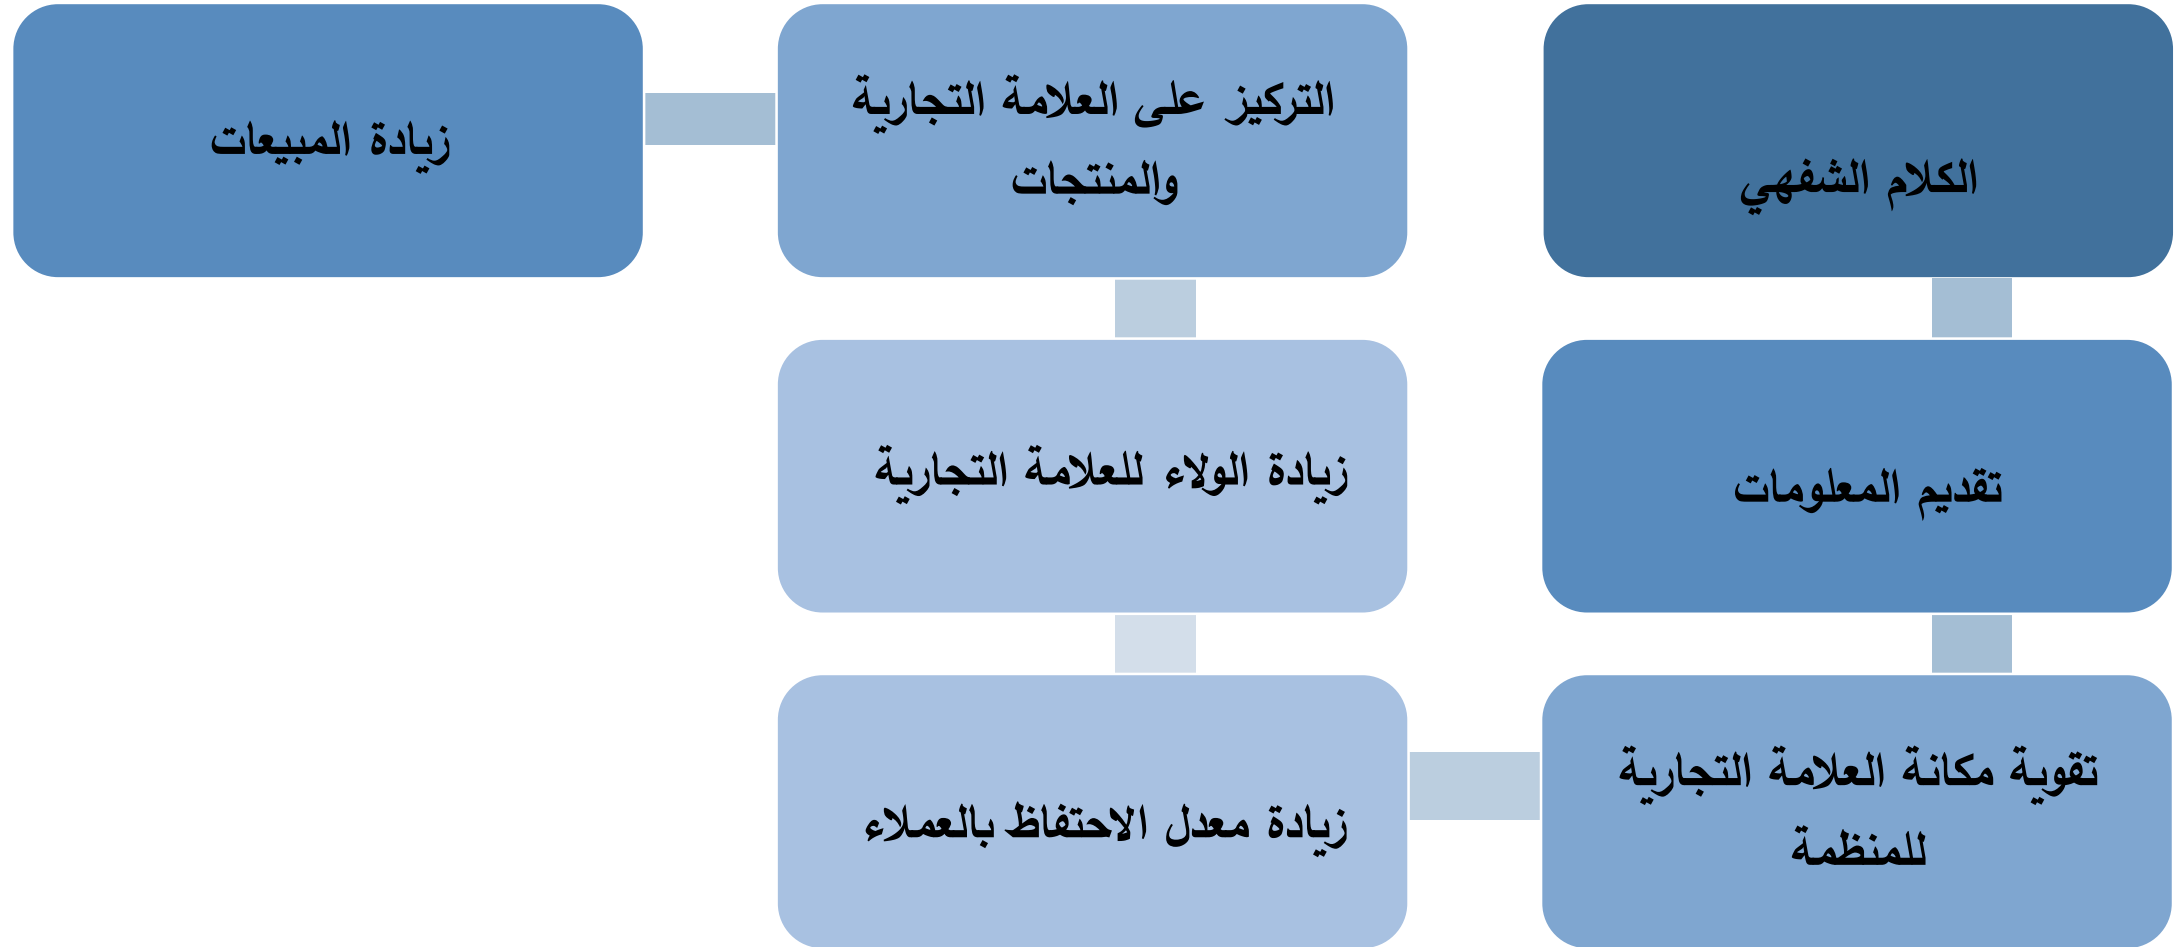 الكلام الشفهي
تقديم المعلومات
تقوية مكانة العلامة التجارية
للمنظمة
زيادة معدل الاحتفاظ بالعملاء
زيادة الولاء للعلامة التجارية
التركيز على العلامة التجارية
والمنتجات
زيادة المبيعات